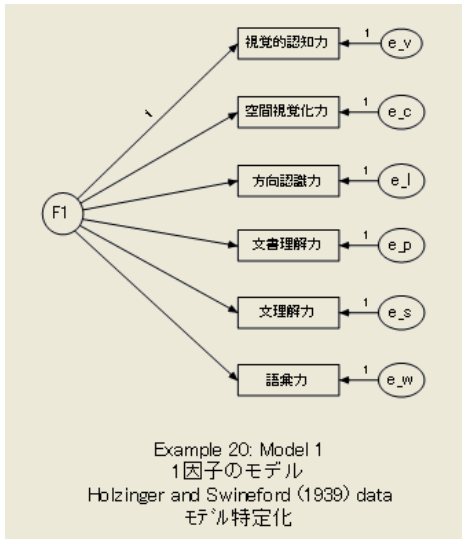 視覚的認知力
1
e_v
空間視覚化力
1
e_c
1
方向認識力
1
e_l
F1
文書理解力
1
e_p
文理解力
1
e_s
語彙力
1
e_w
Example 20: Model 1
1因子のモデル
Holzinger and Swineford (1939) data
モデル特定化